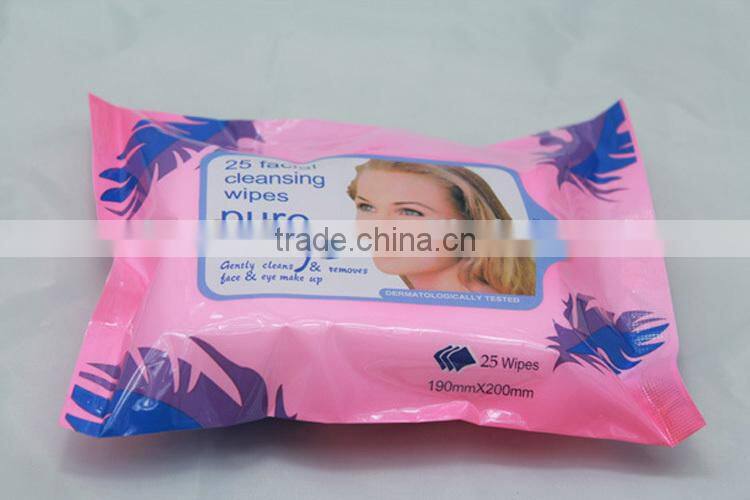 25 facial
cleansing
wipes
pure
Gently cleans & removes
face & eye make up
DERMATOLOGICALLY TESTED
25 Wipes
190mmX200mm
trade.china.cn